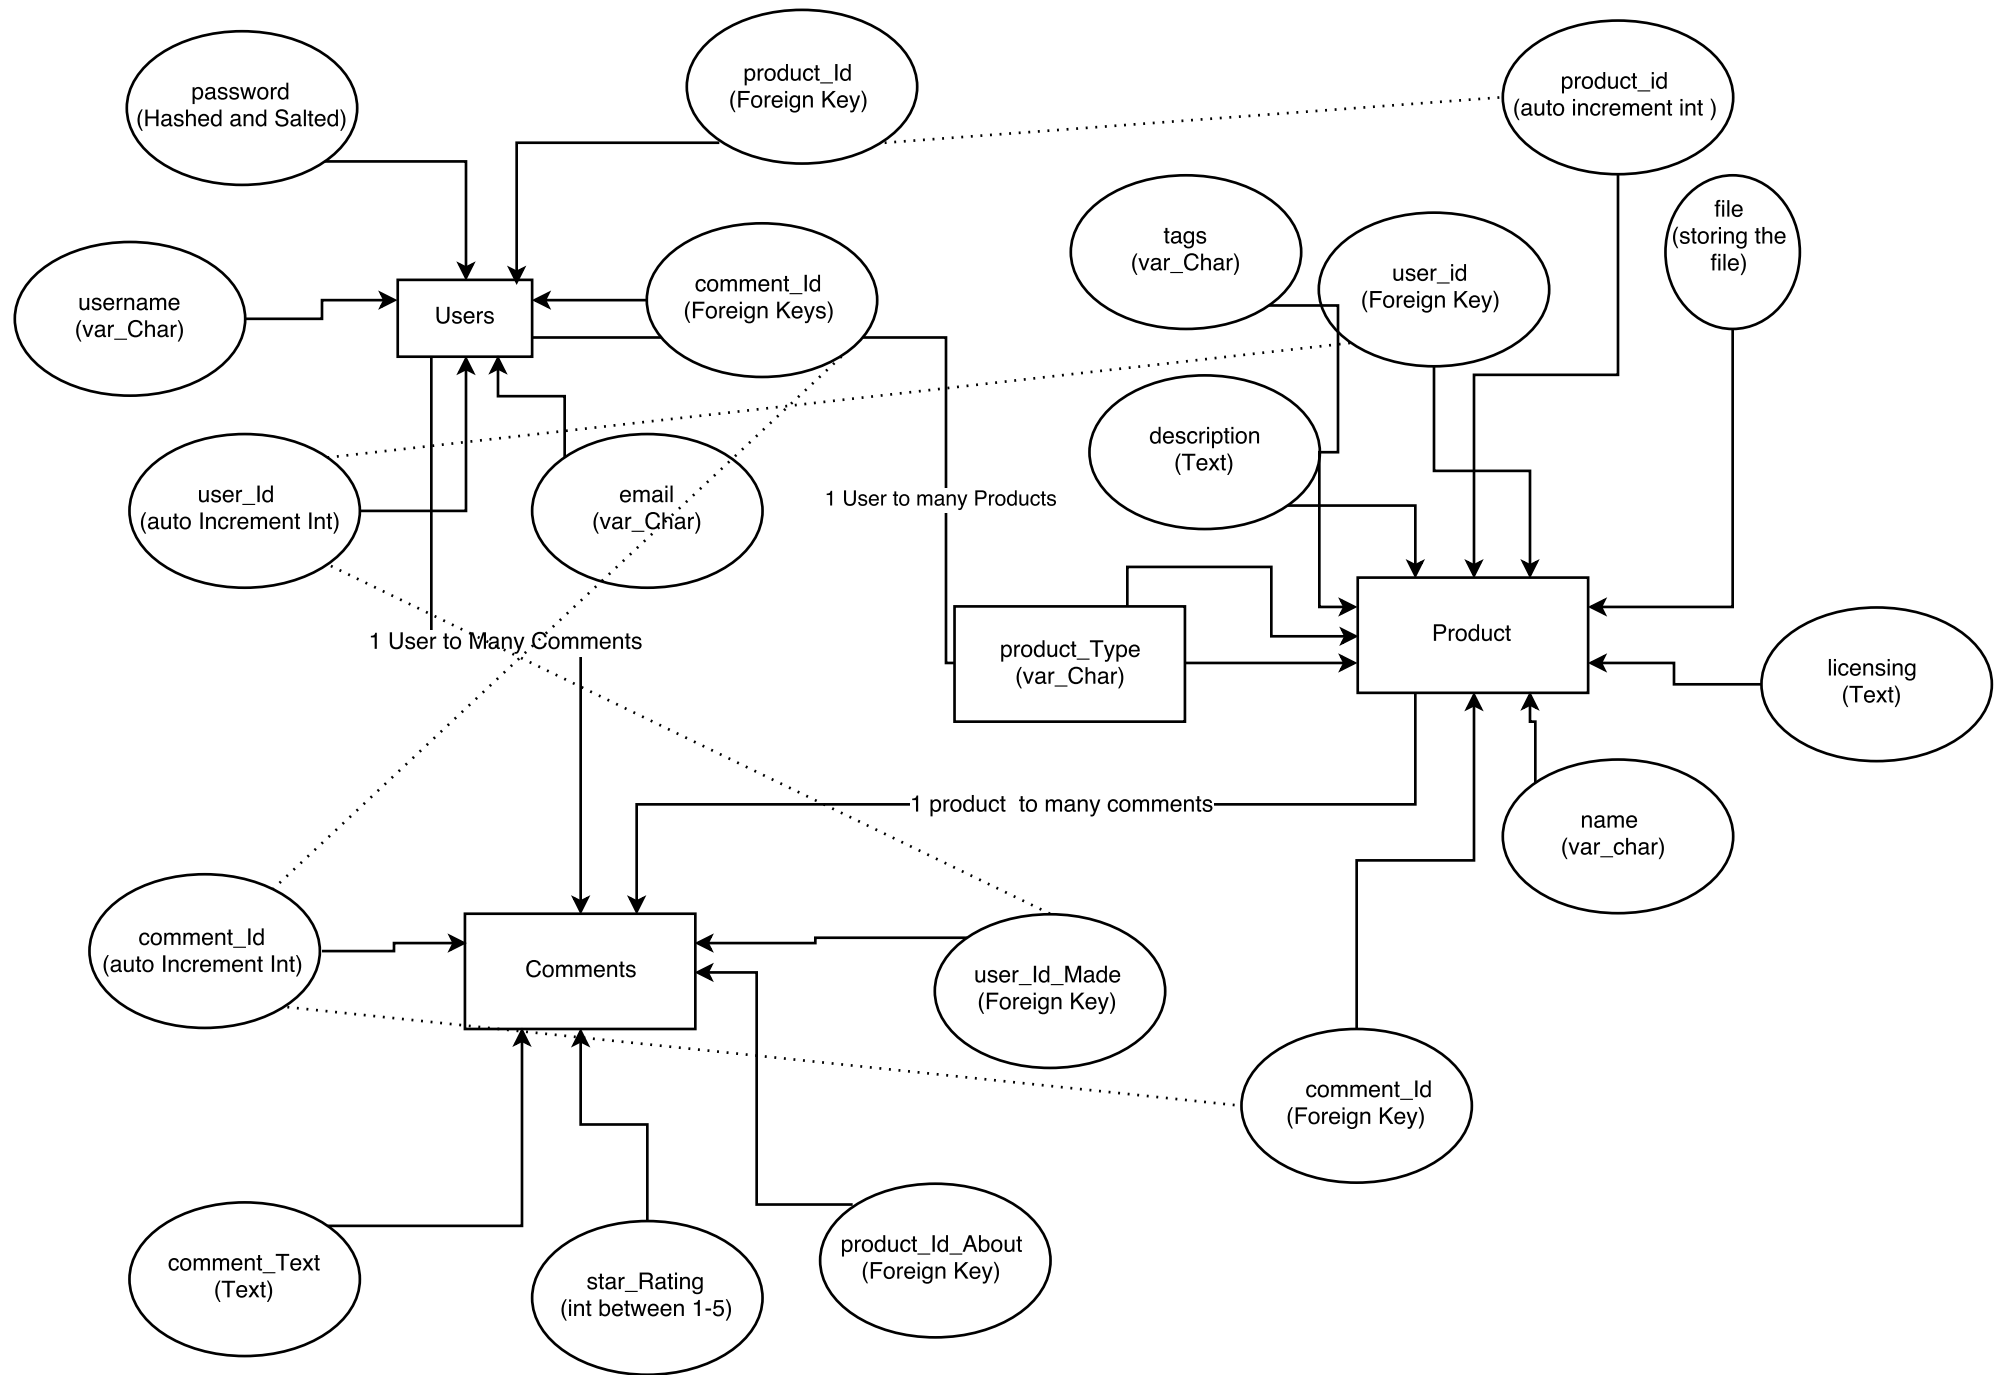 password
(Hashed and Salted)
product_Id
(Foreign Key)
product_id
(auto increment int )
file
(storing the
file)
tags
(var_Char)
user_id
(Foreign Key)
username
(var_Char)
Users
comment_Id
(Foreign Keys)
description
(Text)
user_Id
(auto Increment Int)
email
(var_Char)
1 User to many Products
1 User to Many Comments
product_Type
(var_Char)
Product
licensing
(Text)
1 product  to many comments
name
(var_char)
comment_Id
(auto Increment Int)
Comments
user_Id_Made
(Foreign Key)
comment_Id
(Foreign Key)
comment_Text
(Text)
star_Rating
(int between 1-5)
product_Id_About
(Foreign Key)